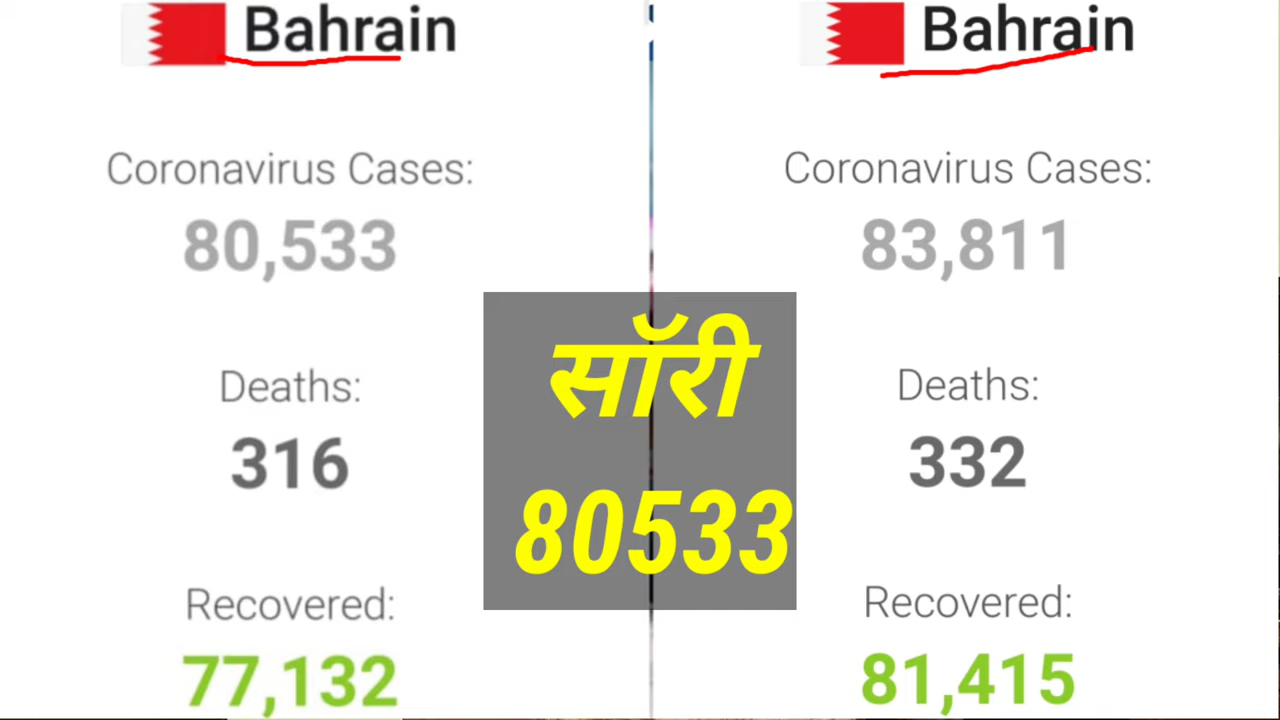 Bahrain
Coronavirus Cases:
80,533
Deaths:
316
Recovered:
77,132
Bahrain
Coronavirus Cases:
83,811
Deaths:
332
Recovered:
81,415
सॉरी
80533